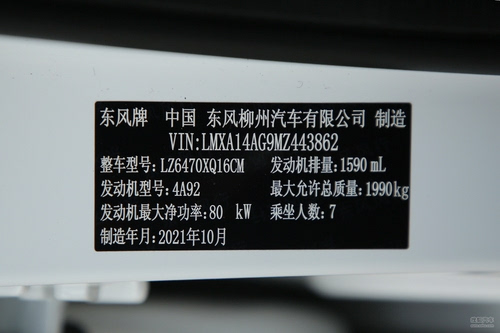 东风牌 中国 东风柳州汽车有限公司 制造
VIN:LMXA14AG9MZ443862
整车型号:LZ6470XQ16CM 发动机排量:1590mL
发动机型号:4A92 最大允许总质量:1990kg
发动机最大净功率:80 kW 乘坐人数:7
制造年月:2021年10月